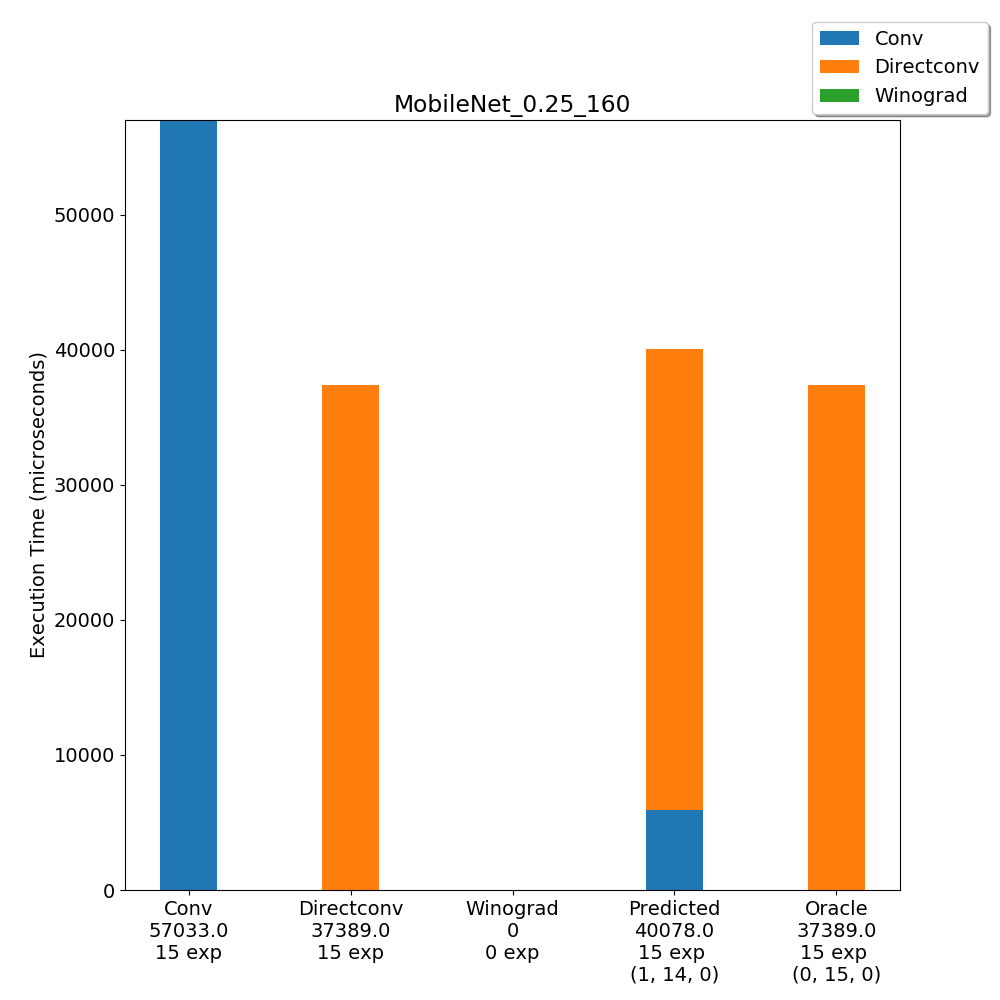 Conv
Directconv
Winograd
MobileNet_0.25_160
Execution Time (microseconds)
50000
40000
30000
20000
10000
0
Conv
57033.0
15 exp
Directconv
37389.0
15 exp
Winograd
0
0 exp
Predicted
40078.0
15 exp
(1, 14, 0)
Oracle
37389.0
15 exp
(0, 15, 0)